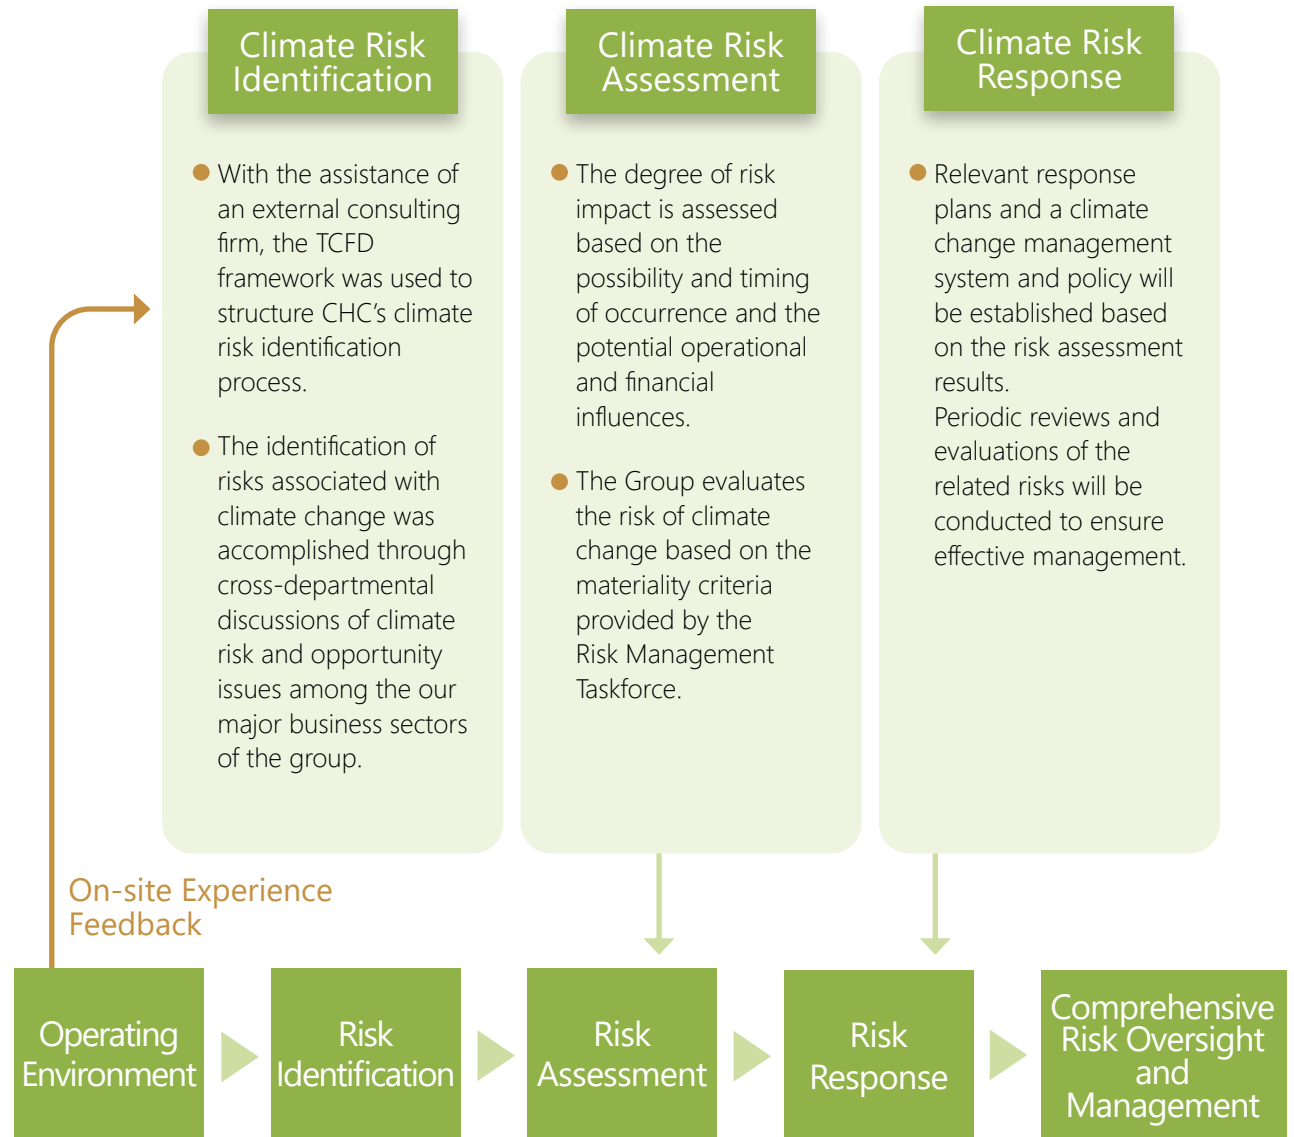 Climate Risk
Identification
With the assistance of
an external consulting
firm, the TCFD
framework was used to
structure CHC’s climate
risk identification
process.
The identification of
risks associated with
climate change was
accomplished through
cross-departmental
discussions of climate
risk and opportunity
issues among the our
major business sectors
of the group.
Climate Risk
Assessment
The degree of risk
impact is assessed
based on the
possibility and timing
of occurrence and the
potential operational
and financial
influences.
The Group evaluates
the risk of climate
change based on the
materiality criteria
provided by the
Risk Management
Taskforce.
Climate Risk
Response
Relevant response
plans and a climate
change management
system and policy will
be established based
on the risk assessment
results.
Periodic reviews and
evaluations of the
related risks will be
conducted to ensure
effective management.
On-site Experience
Feedback
Operating
Environment
Risk
Identification
Risk
Assessment
Risk
Response
Comprehensive
Risk Oversight
and
Management